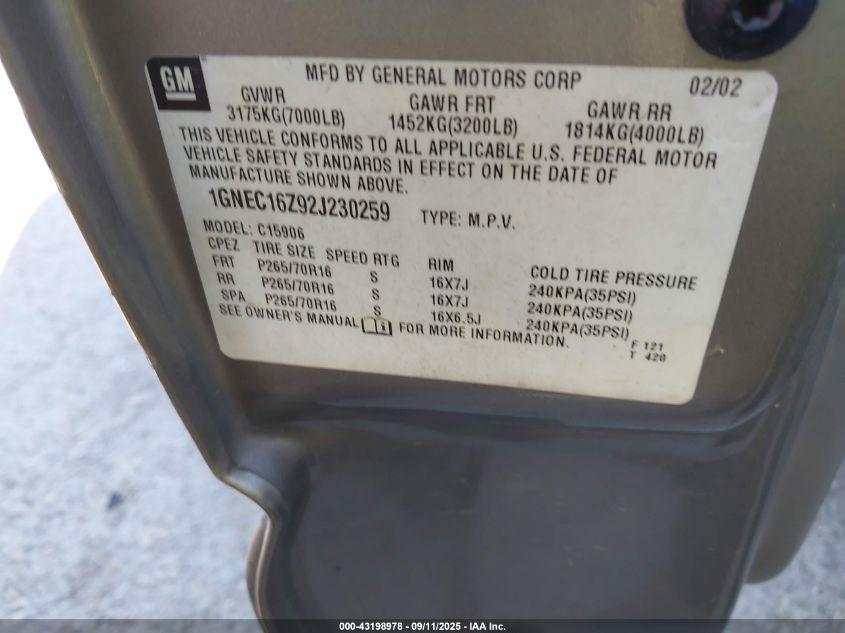 GM
MFD BY GENERAL MOTORS CORP 02/02
GVWR GAWR FRT GAWR RR
3175KG(7000LB) 1452KG(3200LB) 1814KG(4000LB)
THIS VEHICLE CONFORMS TO ALL APPLICABLE U.S. FEDERAL MOTOR
VEHICLE SAFETY STANDARDS IN EFFECT ON THE DATE OF
MANUFACTURE SHOWN ABOVE.
1GNEC16Z92J230259 TYPE: M.P.V.
MODEL: C15906
CPEZ TIRE SIZE SPEED RTG RIM COLD TIRE PRESSURE
FRT P265/70R16 S 16X7J 240KPA(35PSI)
RR P265/70R16 S 16X7J 240KPA(35PSI)
SPA P265/70R16 S 16X6.5J 240KPA(35PSI)
SEE OWNER'S MANUAL FOR MORE INFORMATION.
F 121
T 420
000-43198978 - 09/11/2025 - IAA Inc.